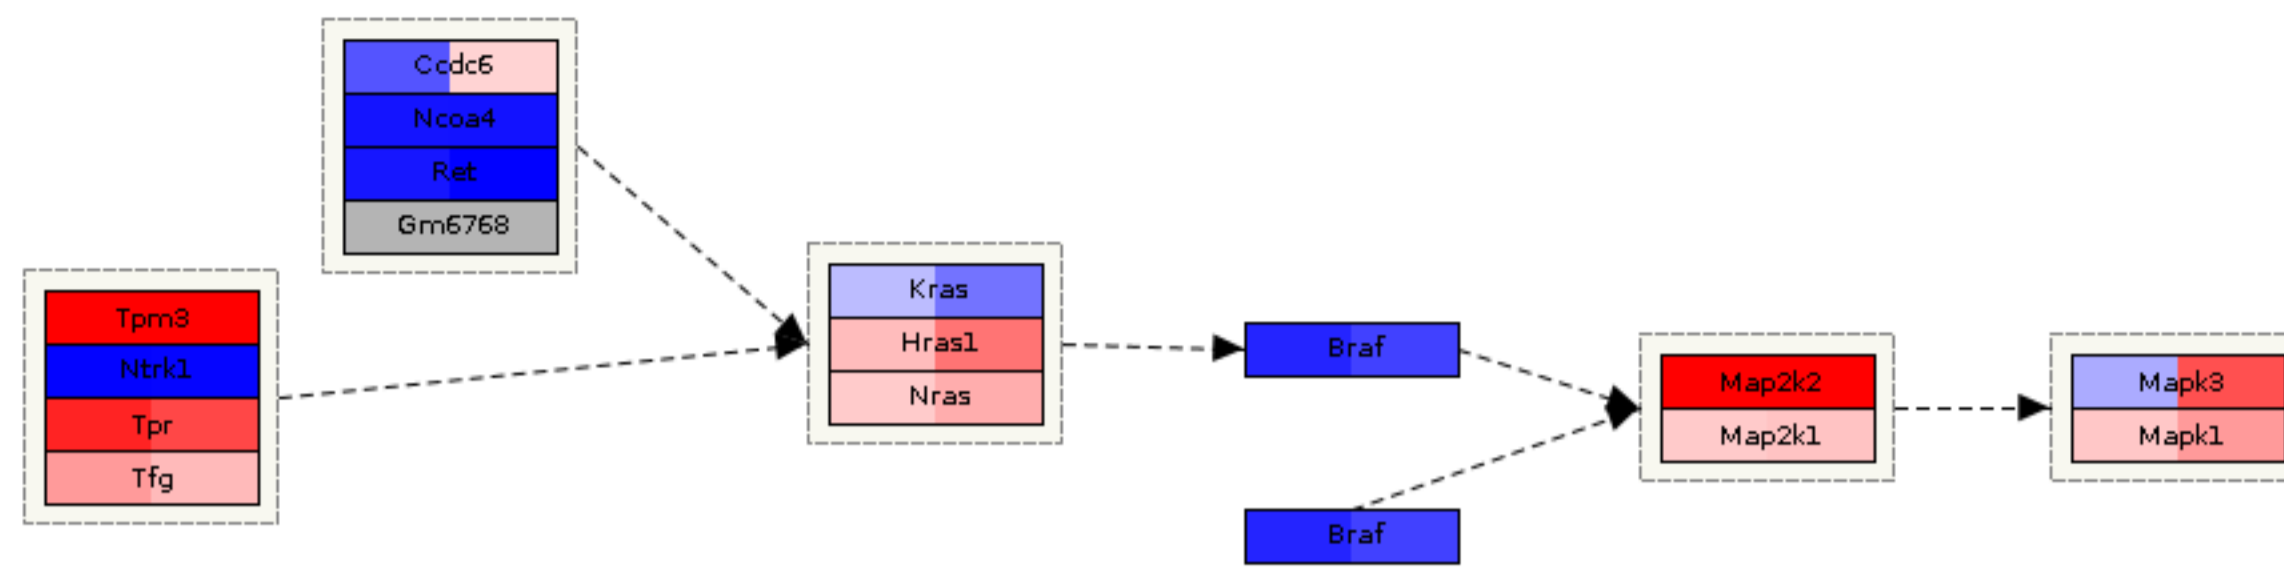 Ccdc6
Ncoa4
Ret
Gm6768
Tpm3
Ntrk1
Tpr
Tfg
Kras
Hras1
Nras
Braf
Braf
Map2k2
Map2k1
Mapk3
Mapk1